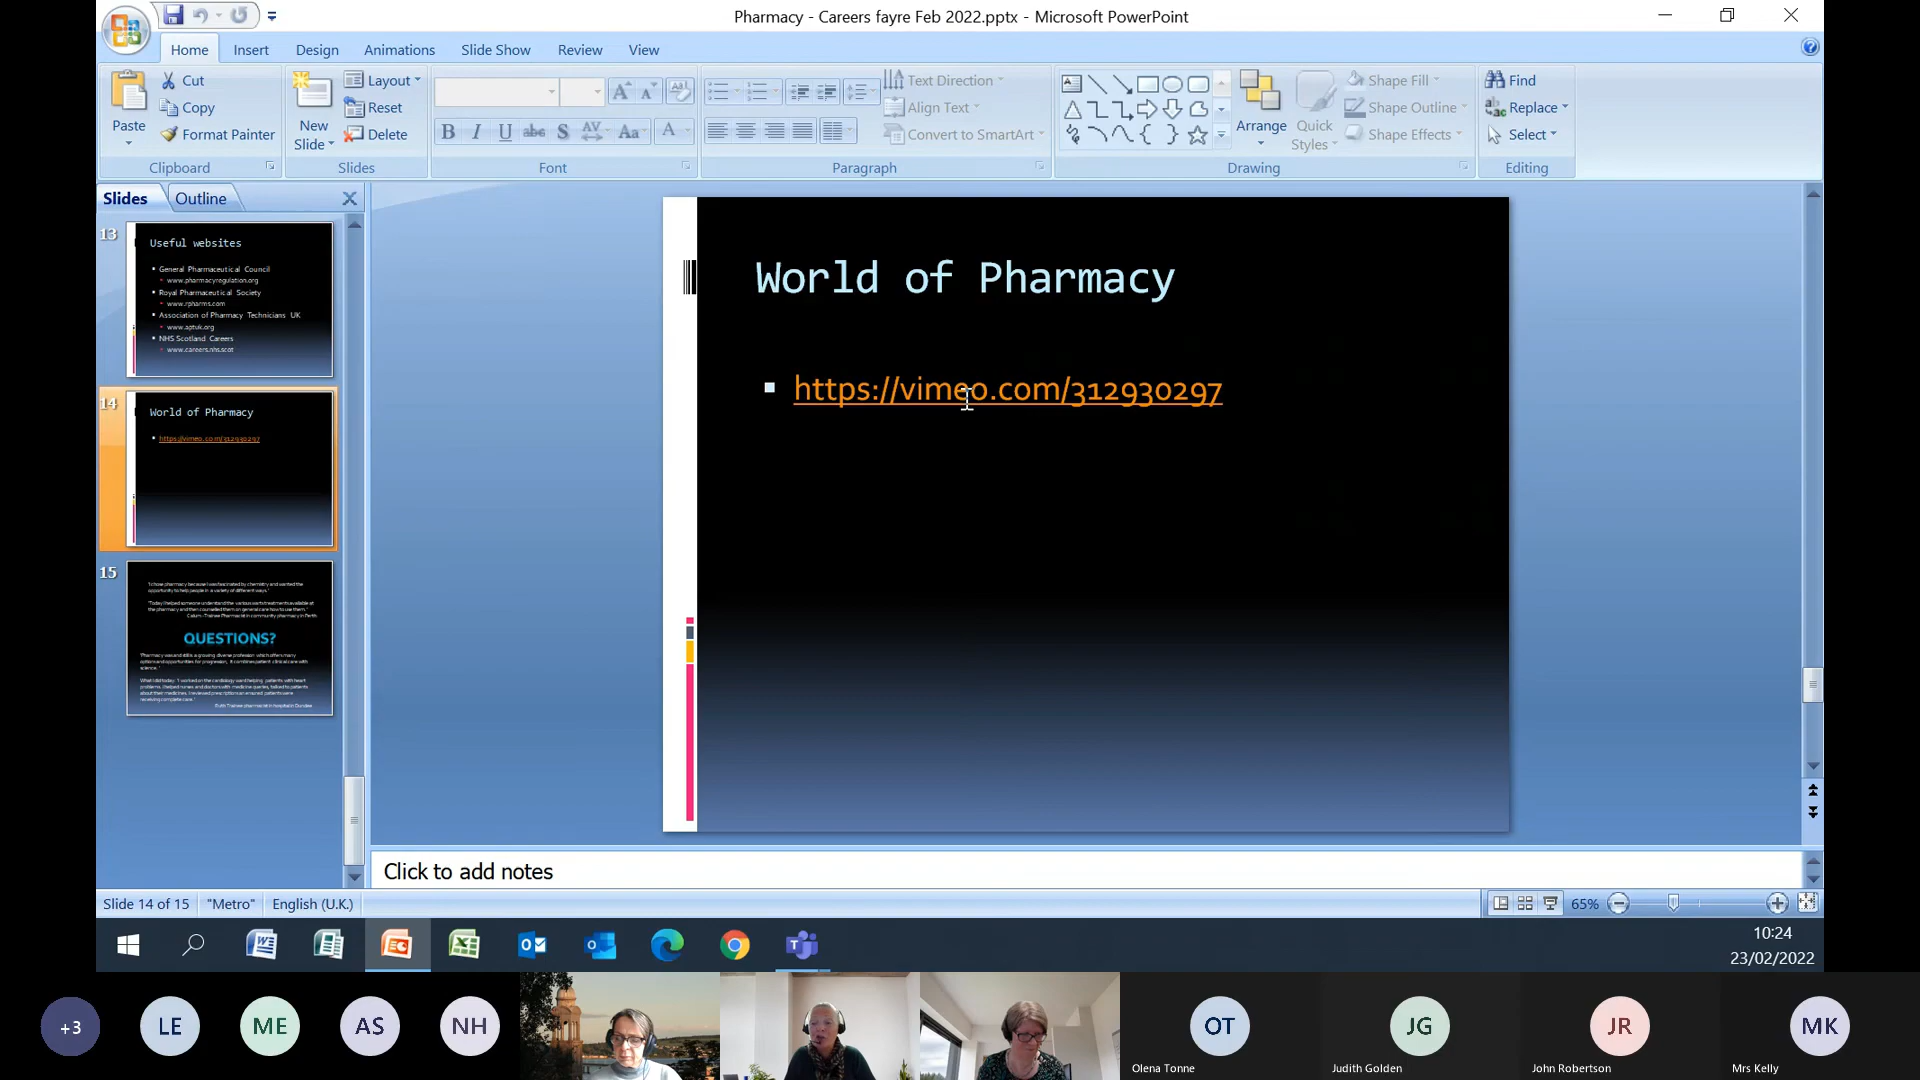 Pharmacy - Careers fayre Feb 2022.pptx - Microsoft PowerPoint
Home Insert Design Animations Slide Show Review View
Paste
Cut
Copy
Format Painter
Clipboard
New Slide
Layout
Reset
Delete
Slides
Font
Text Direction
Align Text
Convert to SmartArt
Paragraph
Arrange
Quick Styles
Shape Fill
Shape Outline
Shape Effects
Drawing
Find
Replace
Select
Editing
Slides Outline
13
Useful websites
General Pharmaceutical Council
www.pharmacyregulation.org
Royal Pharmaceutical Society
www.rpharms.com
Association of Pharmacy Technicians UK
www.aptuk.org
NHS Scotland Careers
www.careers.nhs.scot
14
World of Pharmacy
https://vimeo.com/312930297
15
QUESTIONS?
World of Pharmacy
https://vimeo.com/312930297
Click to add notes
Slide 14 of 15 "Metro" English (U.K.)
65%
10:24
23/02/2022
+3 LE ME AS NH OT JG JR MK
Olena Tonne Judith Golden John Robertson Mrs Kelly